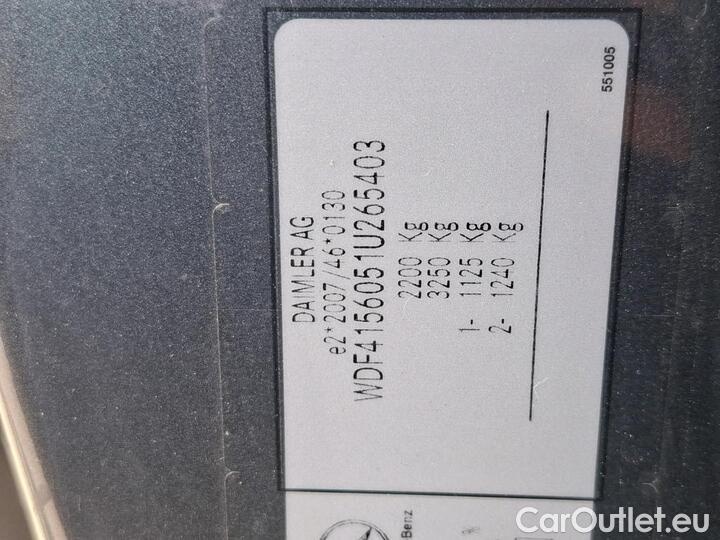 DAIMLER AG
e2*2007/46*0130
WDF4156051U265403
2200 Kg
3250 Kg
1- 1125 Kg
2- 1240 Kg
551005
Benz
CarOutlet.eu